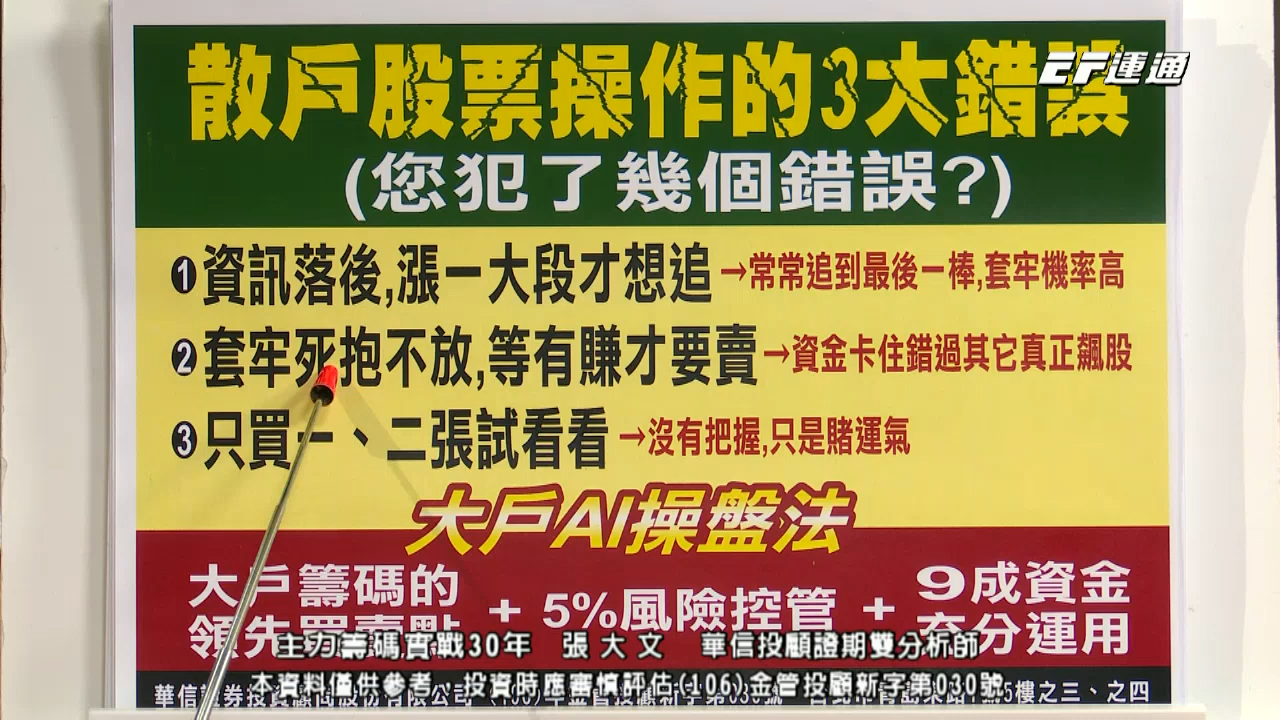 散戶股票操作的3大錯誤
EF運通
(您犯了幾個錯誤?)
❶資訊落後,漲一大段才想追→常常追到最後一棒,套牢機率高
❷套牢死抱不放,等有賺才要賣→資金卡住錯過其它真正飆股
❸只買一、二張試看看→沒有把握,只是賭運氣
大戶AI操盤法
大戶籌碼的領先買賣點 + 5%風險控管 + 9成資金充分運用
主力籌碼實戰30年 張大文 華信投顧證期雙分析師
本資料僅供參考,投資時應審慎評估(106)金管投顧新字第030號